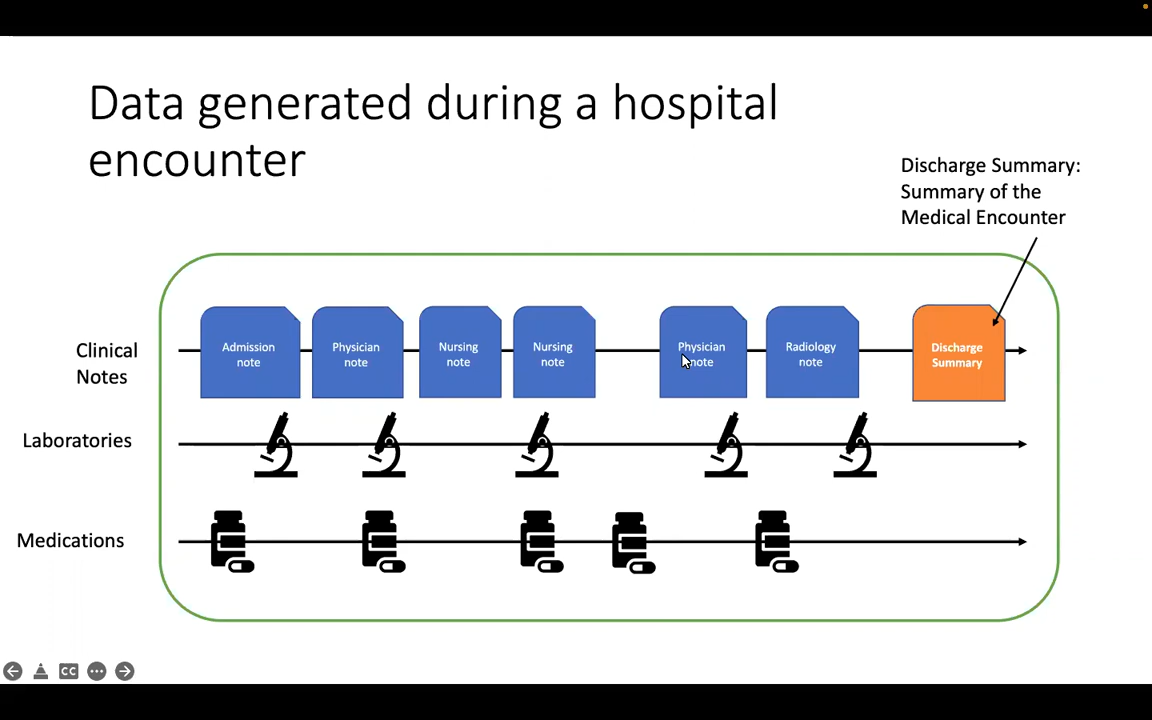 Data generated during a hospital
encounter
Discharge Summary:
Summary of the
Medical Encounter
Clinical
Notes
Admission
note
Physician
note
Nursing
note
Nursing
note
Physician
note
Radiology
note
Discharge
Summary
Laboratories
Medications
CC